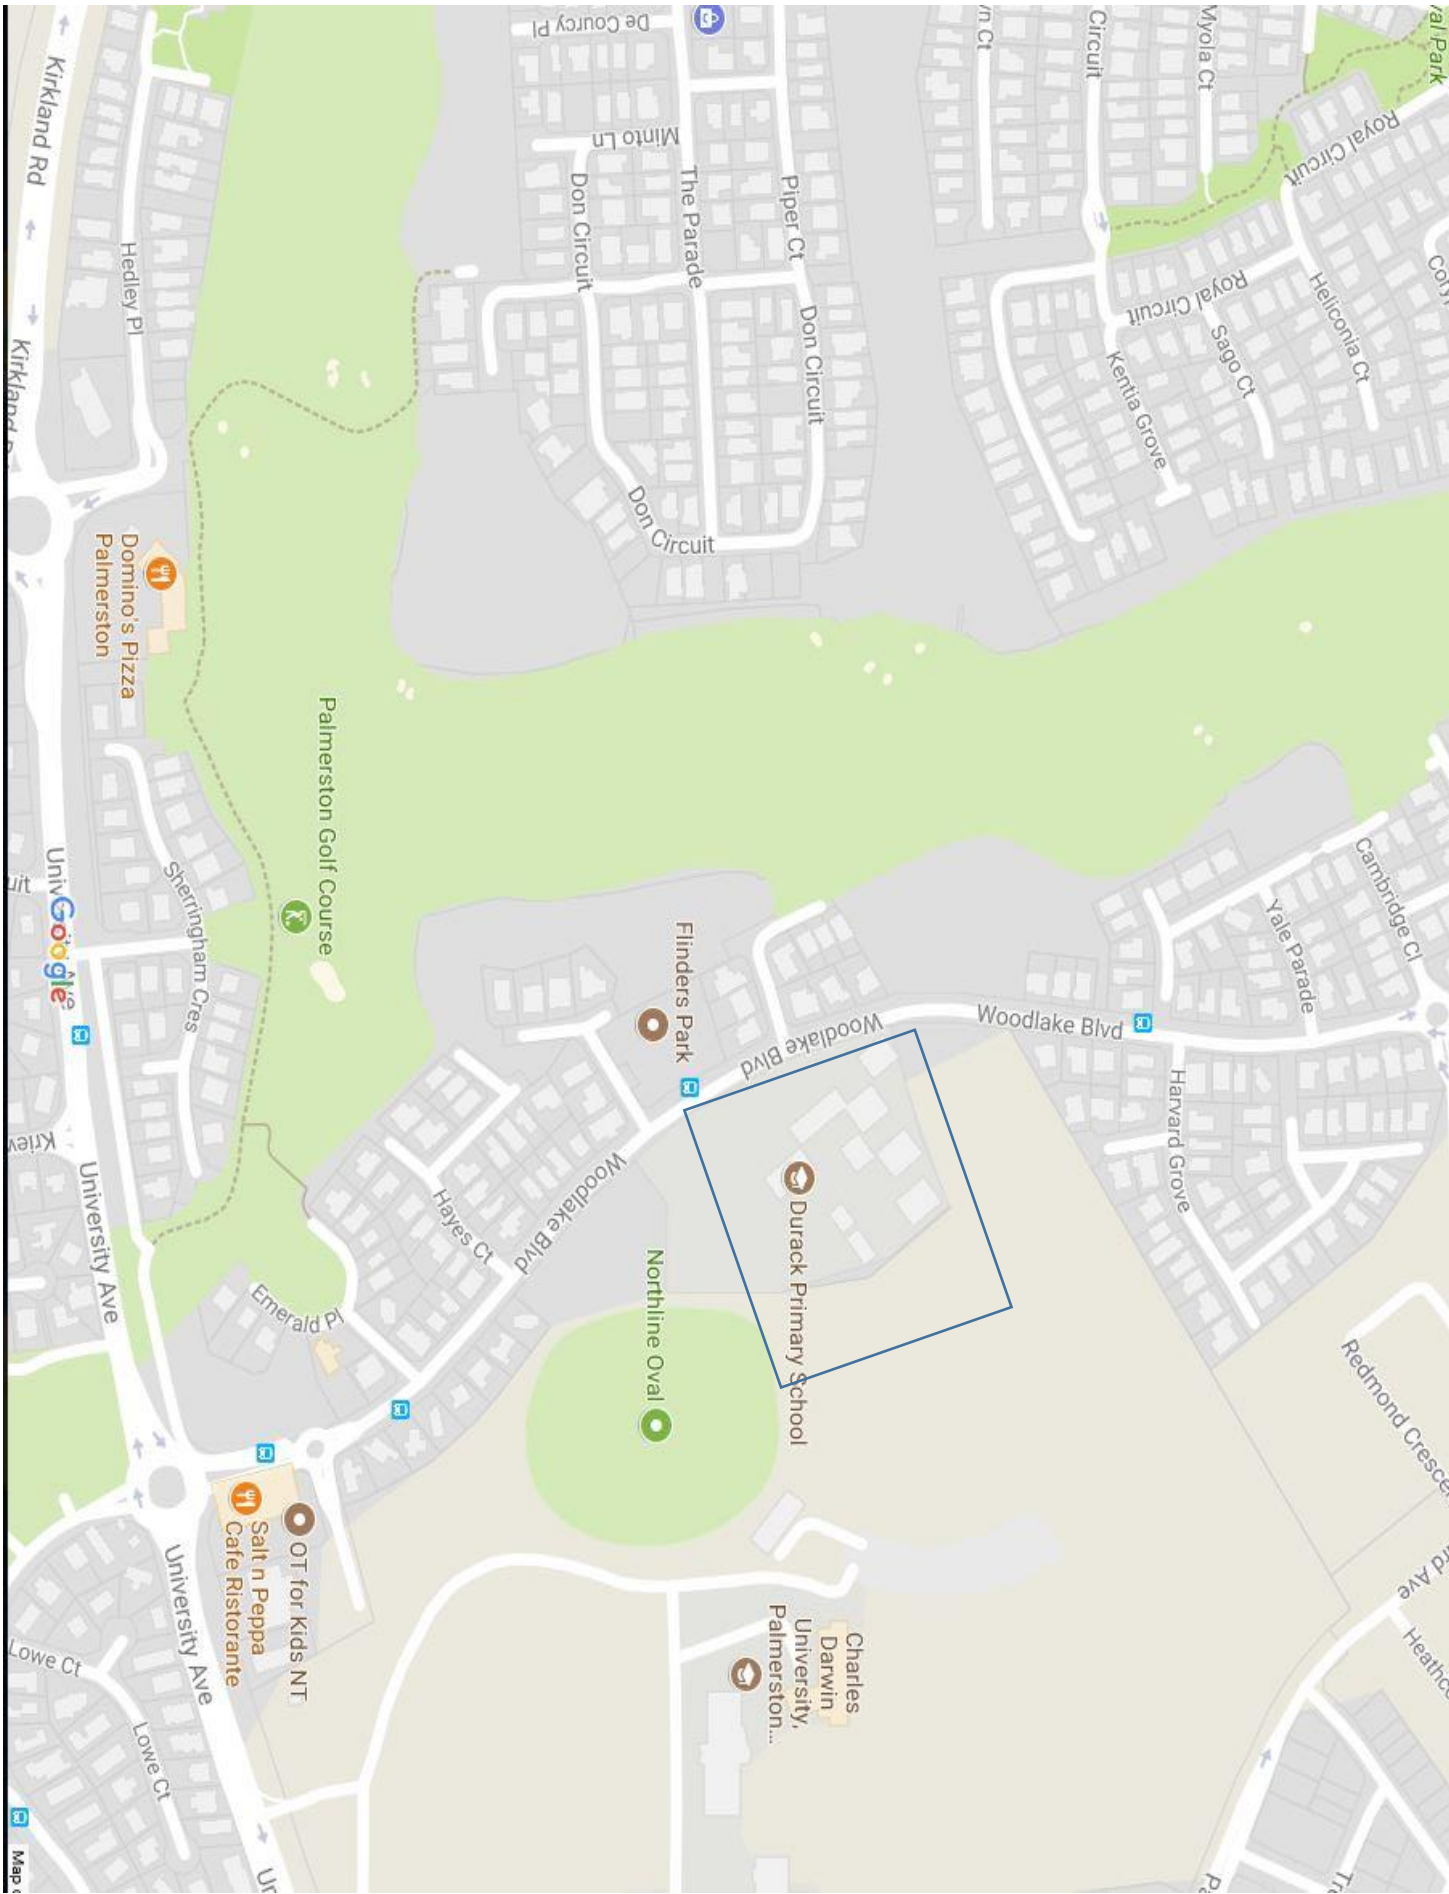 De Courcy Pl
Circuit
Myola Ct
Royal Circuit
Kirkland Rd
Minto Ln
Don Circuit
The Parade
Piper Ct
Hedley Pl
Don Circuit
Royal Circuit
Heliconia Ct
Sago Ct
Kentia Grove
Don Circuit
Domino's Pizza
Palmerston
Palmerston Golf Course
Sherringham Cres
Google
Flinders Park
Cambridge Cl
Yale Parade
Woodlake Blvd
Woodlake Blvd
Harvard Grove
Durack Primary School
Woodlake Blvd
Hayes Ct
Northline Oval
Emerald Pl
University Ave
OT for Kids NT
Salt n Peppa
Cafe Ristorante
University Ave
Charles
Darwin
University,
Palmerston...
Lowe Ct
Lowe Ct
Map